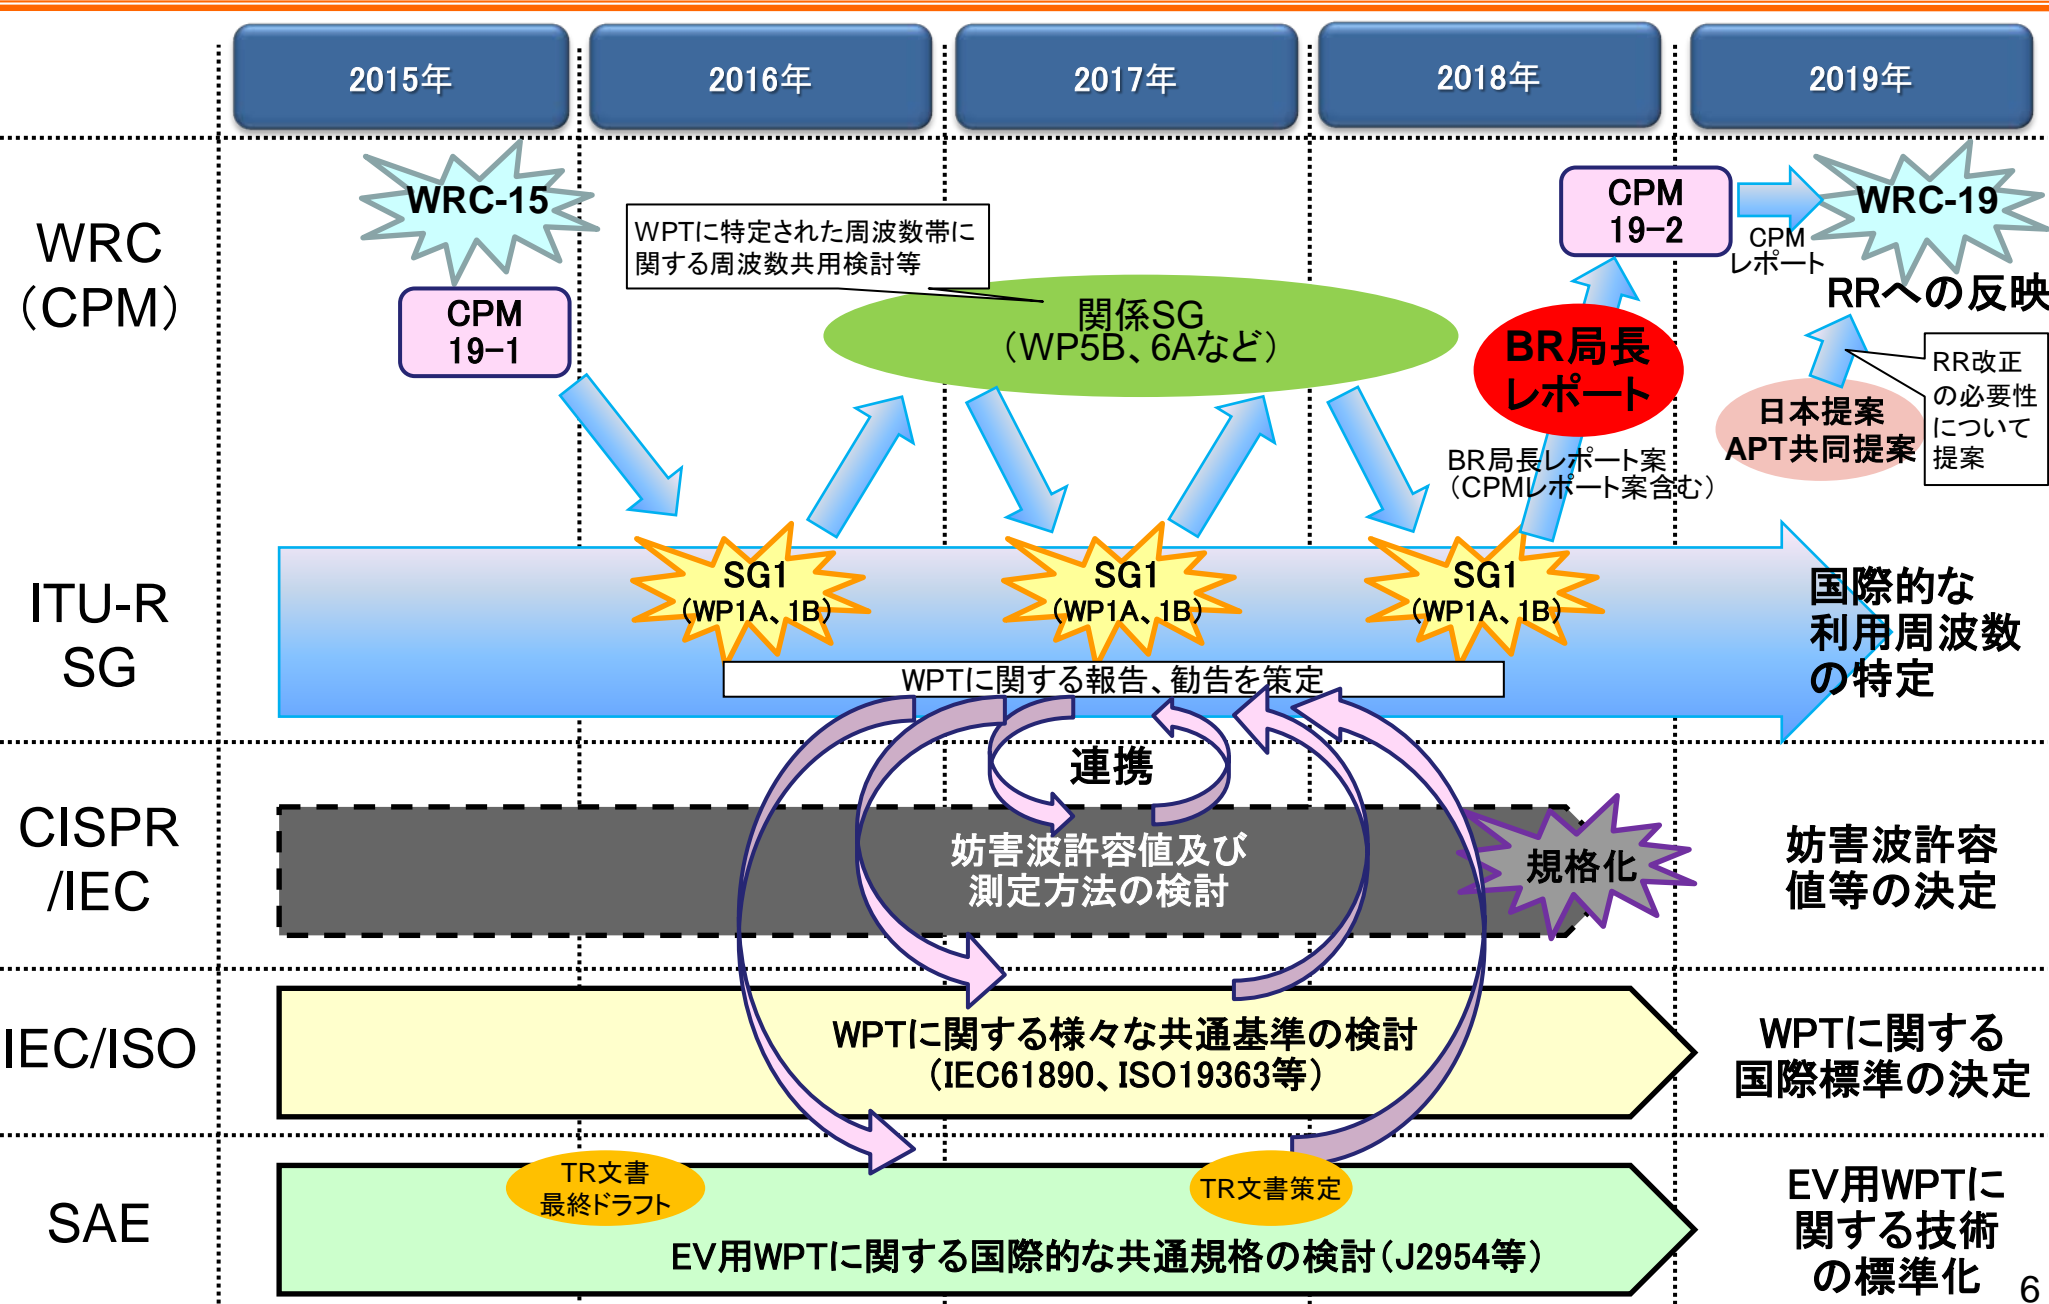 2015年
2016年
2017年
2018年
2019年
WRC
（CPM）
WRC-15
CPM
19-1
WPTに特定された周波数帯に
関する周波数共用検討等
関係SG
（WP5B、6Aなど）
CPM
19-2
CPM
レポート
WRC-19
RRへの反映
BR局長
レポート
BR局長レポート案
（CPMレポート案含む）
日本提案
APT共同提案
RR改正
の必要性
について
提案
ITU-R
SG
SG1
（WP1A、1B）
SG1
（WP1A、1B）
SG1
（WP1A、1B）
WPTに関する報告、勧告を策定
国際的な
利用周波数
の特定
連携
CISPR
/IEC
妨害波許容値及び
測定方法の検討
規格化
妨害波許容
値等の決定
IEC/ISO
WPTに関する様々な共通基準の検討
（IEC61890、ISO19363等）
WPTに関する
国際標準の決定
SAE
TR文書
最終ドラフト
TR文書策定
EV用WPTに関する国際的な共通規格の検討（J2954等）
EV用WPTに
関する技術
の標準化
6